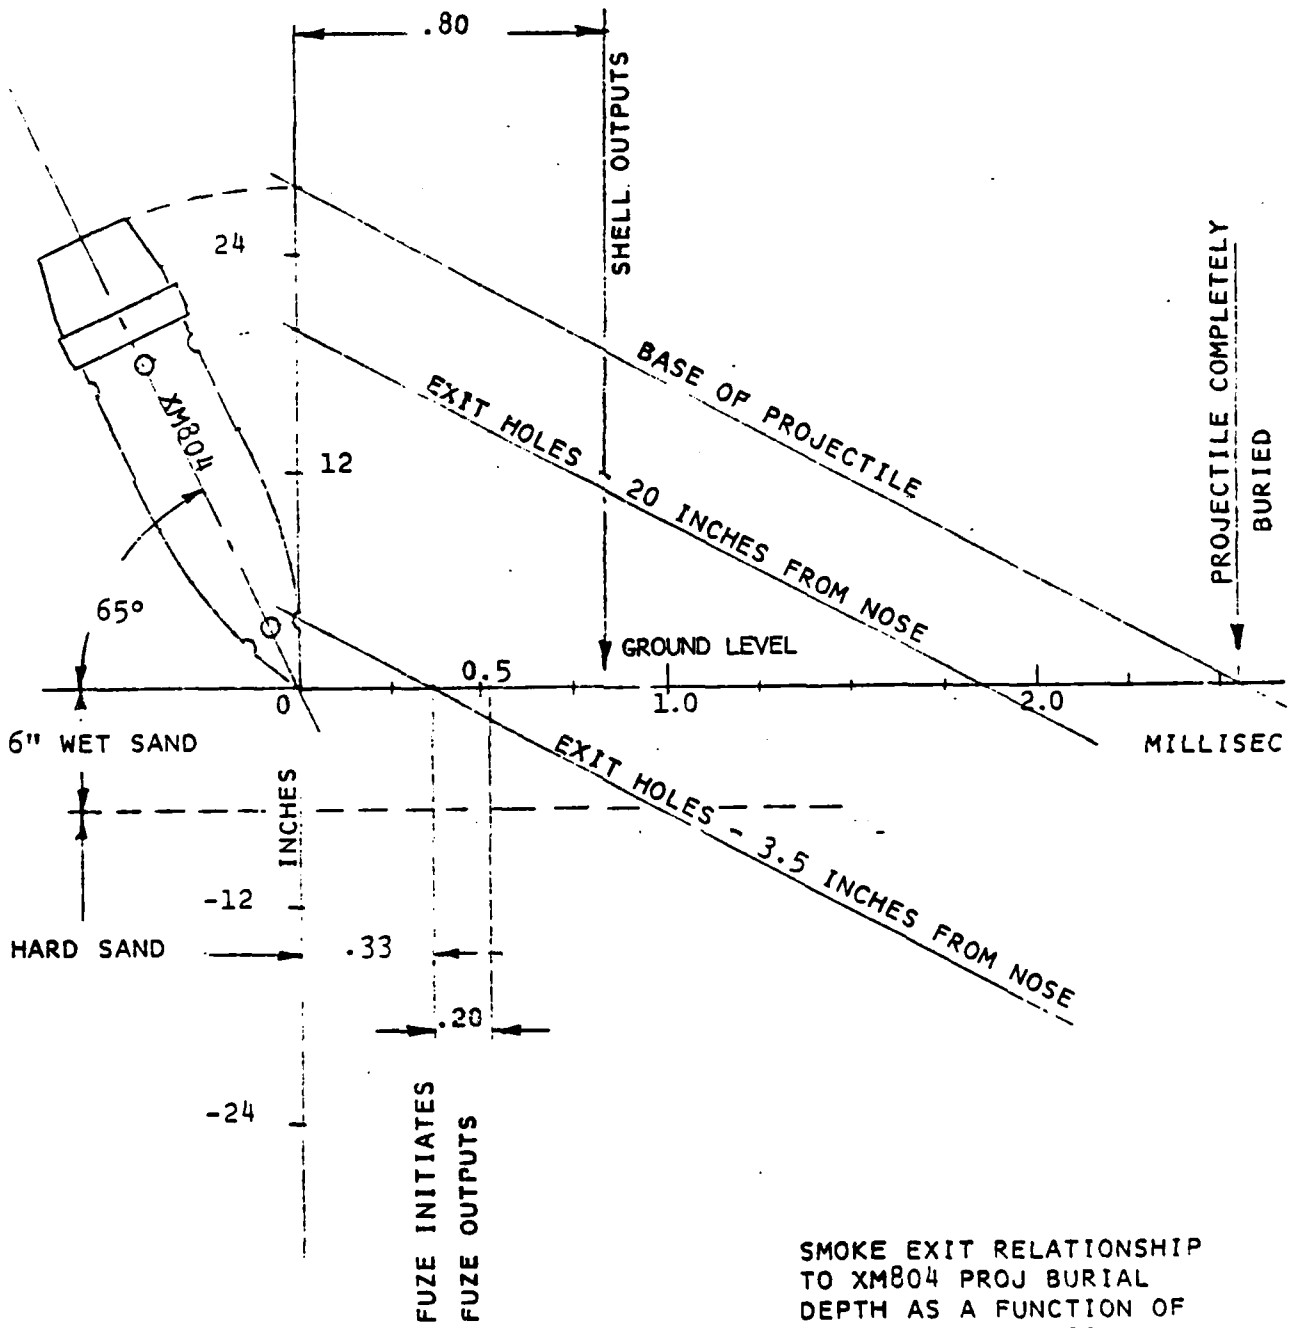 .80
SHELL OUTPUTS
24
BASE OF PROJECTILE
PROJECTILE COMPLETELY
BURIED
EXIT HOLES - 20 INCHES FROM NOSE
XM804
12
65°
GROUND LEVEL
0.5
0
1.0
2.0
6" WET SAND
MILLISEC
INCHES
EXIT HOLES - 3.5 INCHES FROM NOSE
-12
HARD SAND
.33
.20
-24
FUZE INITIATES
FUZE OUTPUTS
SMOKE EXIT RELATIONSHIP
TO XM804 PROJ BURIAL
DEPTH AS A FUNCTION OF